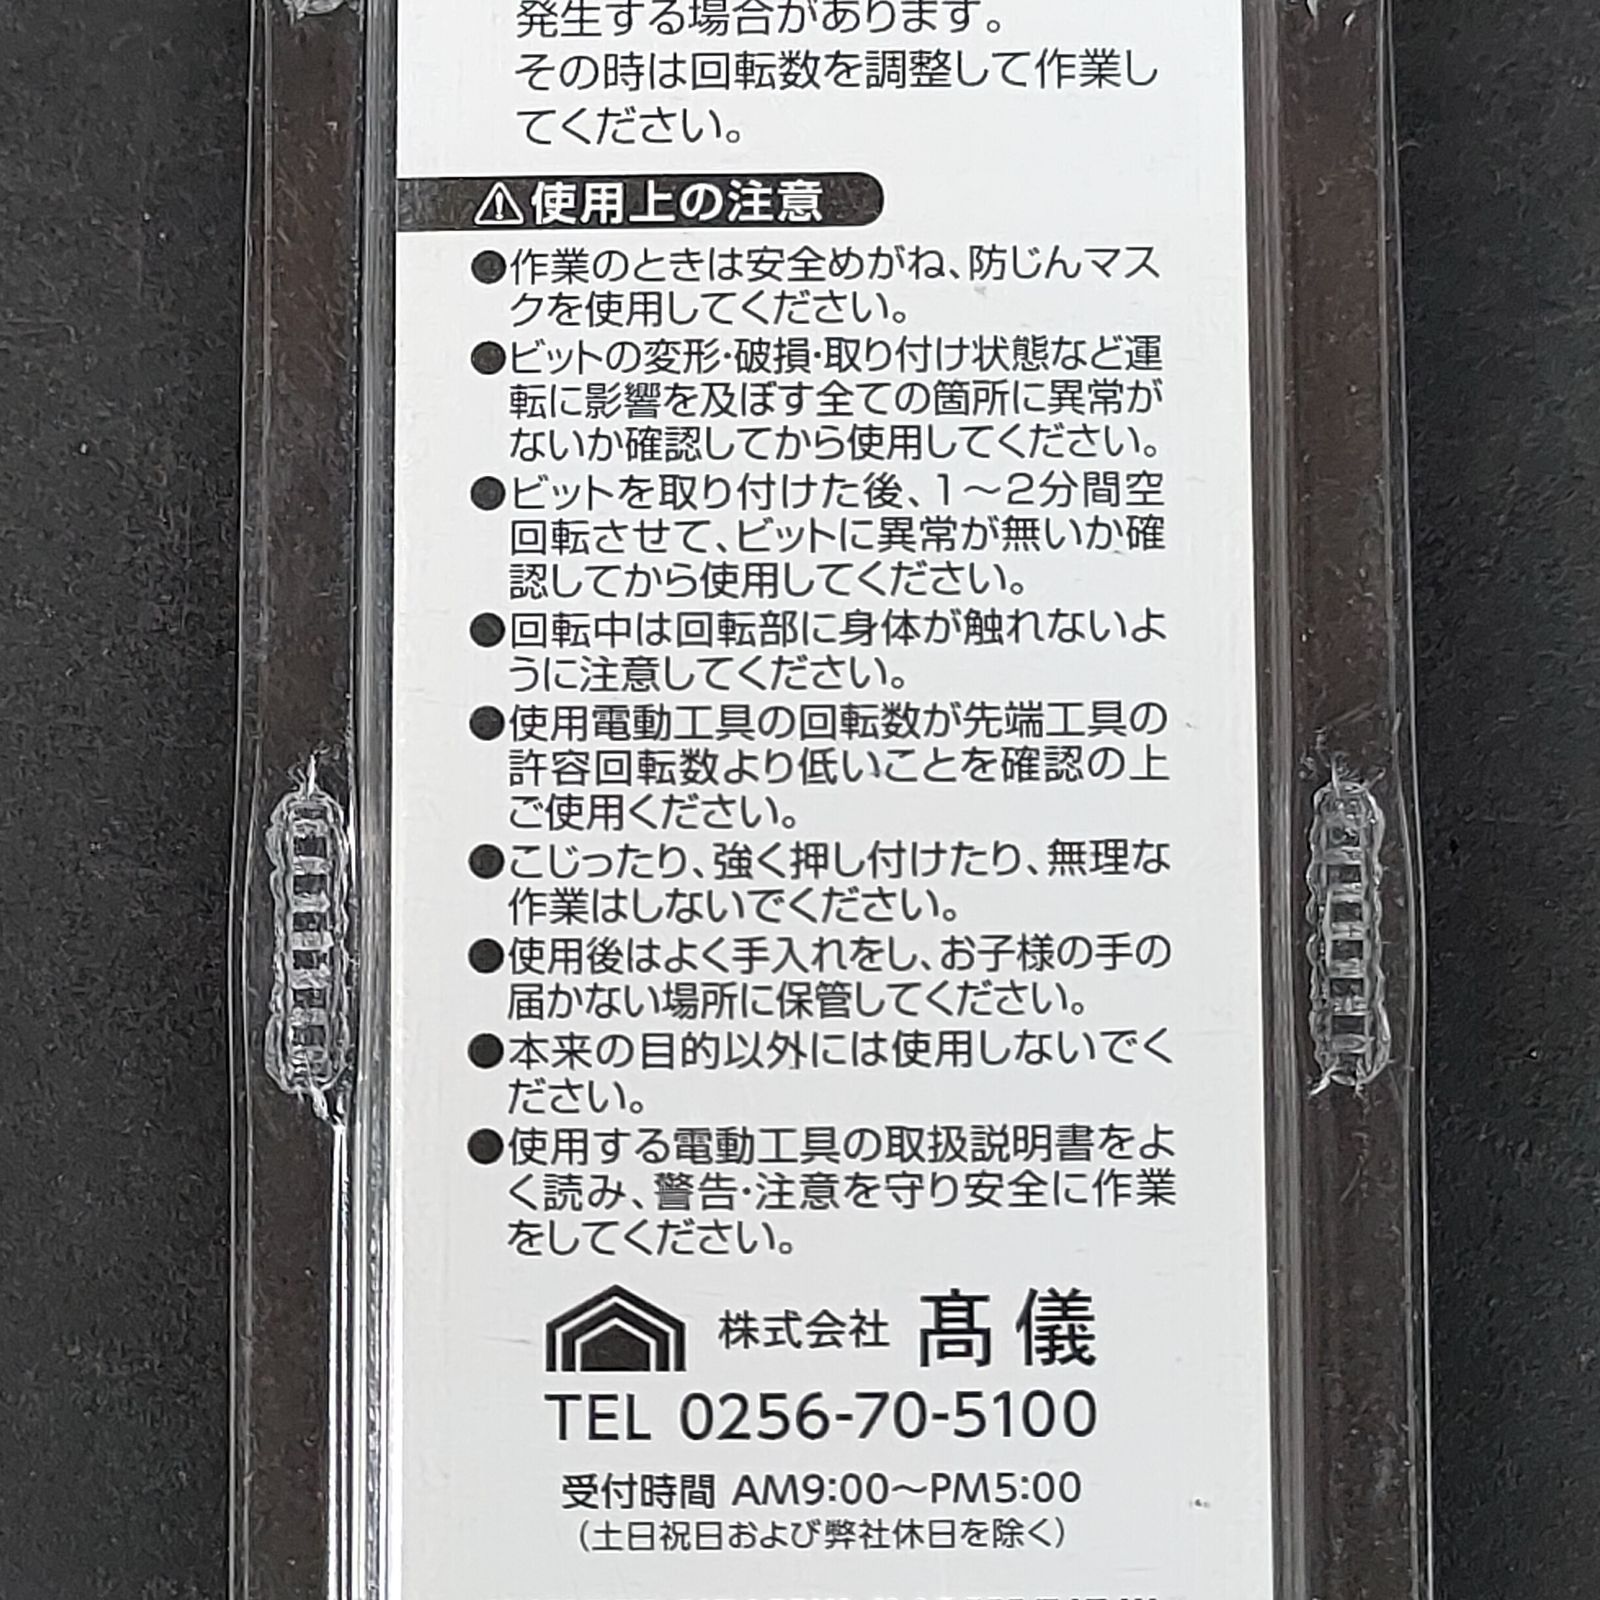 発生する場合があります。
その時は回転数を調整して作業し
てください。
⚠使用上の注意
●作業のときは安全めがね、防じんマス
クを使用してください。
●ビットの変形・破損・取り付け状態など運
転に影響を及ぼす全ての箇所に異常が
ないか確認してから使用してください。
●ビットを取り付けた後、1〜2分間空
回転させて、ビットに異常が無いか確
認してから使用してください。
●回転中は回転部に身体が触れないよ
うに注意してください。
●使用電動工具の回転数が先端工具の
許容回転数より低いことを確認の上
ご使用ください。
●こじったり、強く押し付けたり、無理な
作業はしないでください。
●使用後はよく手入れをし、お子様の手の
届かない場所に保管してください。
●本来の目的以外には使用しないでく
ださい。
●使用する電動工具の取扱説明書をよ
く読み、警告・注意を守り安全に作業
をしてください。
株式会社 髙儀
TEL 0256-70-5100
受付時間 AM9:00〜PM5:00
（土日祝日および弊社休日を除く）